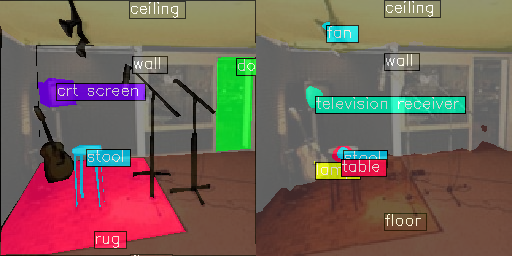 ceiling
wall
do
crt screen
stool
rug
ceiling
fan
wall
television receiver
stool
table
floor